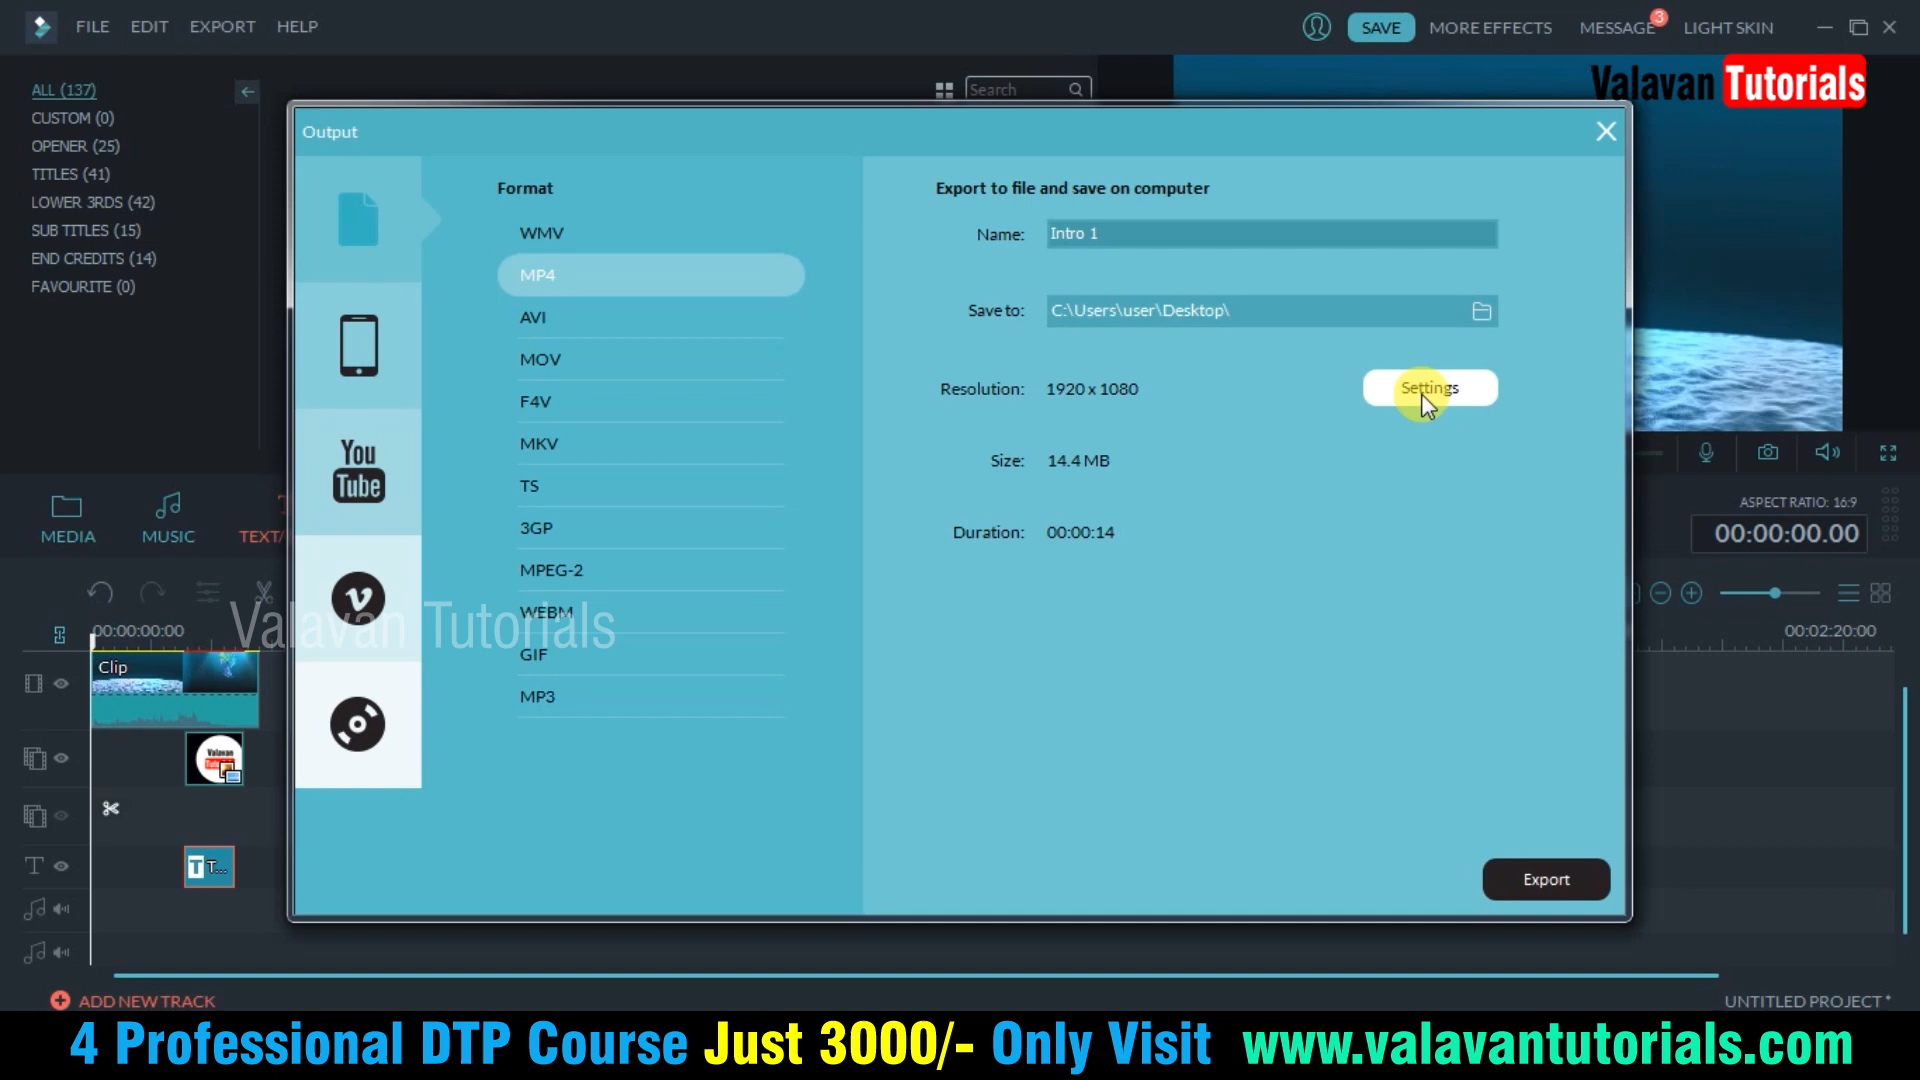 FILE EDIT EXPORT HELP
SAVE MORE EFFECTS MESSAGE 3 LIGHT SKIN
Valavan Tutorials
ALL (137)
CUSTOM (0)
OPENER (25)
TITLES (41)
LOWER 3RDS (42)
SUB TITLES (15)
END CREDITS (14)
FAVOURITE (0)
Search
Output
Format
WMV
MP4
AVI
MOV
F4V
MKV
TS
3GP
MPEG-2
WEBM
GIF
MP3
You
Tube
Export to file and save on computer
Name: Intro 1
Save to: C:\Users\user\Desktop\
Resolution: 1920 x 1080 Settings
Size: 14.4 MB
Duration: 00:00:14
Export
MEDIA MUSIC TEXT/
ASPECT RATIO: 16:9
00:00:00.00
Valavan Tutorials
00:00:00:00
00:02:20:00
Clip
Valavan
T...
ADD NEW TRACK
UNTITLED PROJECT *
4 Professional DTP Course Just 3000/- Only Visit www.valavantutorials.com